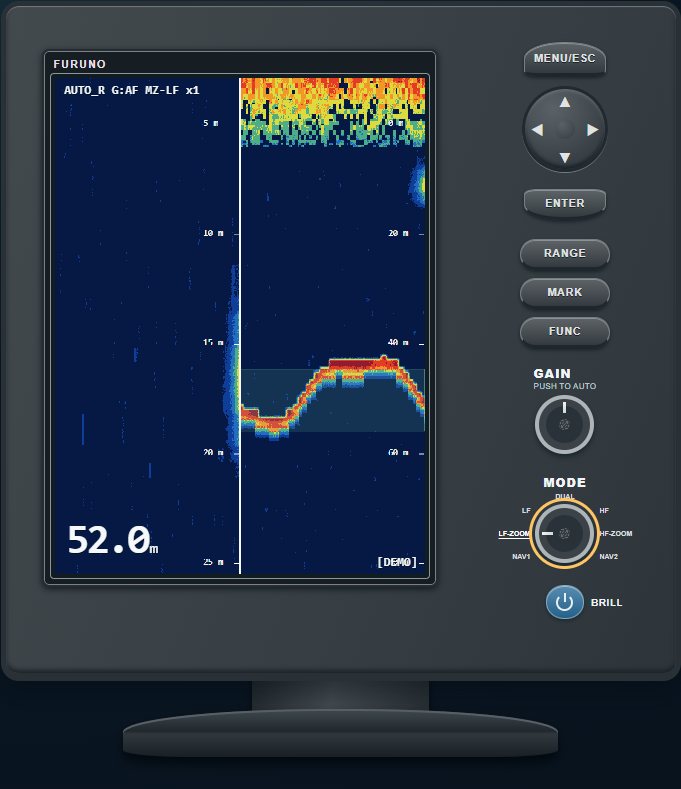 FURUNO
AUTO_R G:AF MZ-LF x1
5 m
0 m
10 m
20 m
15 m
40 m
20 m
60 m
52.0m
25 m
[DEMO]
MENU/ESC
ENTER
RANGE
MARK
FUNC
GAIN
PUSH TO AUTO
MODE
DUAL
LF
HF
LF-ZOOM
HF-ZOOM
NAV1
NAV2
BRILL